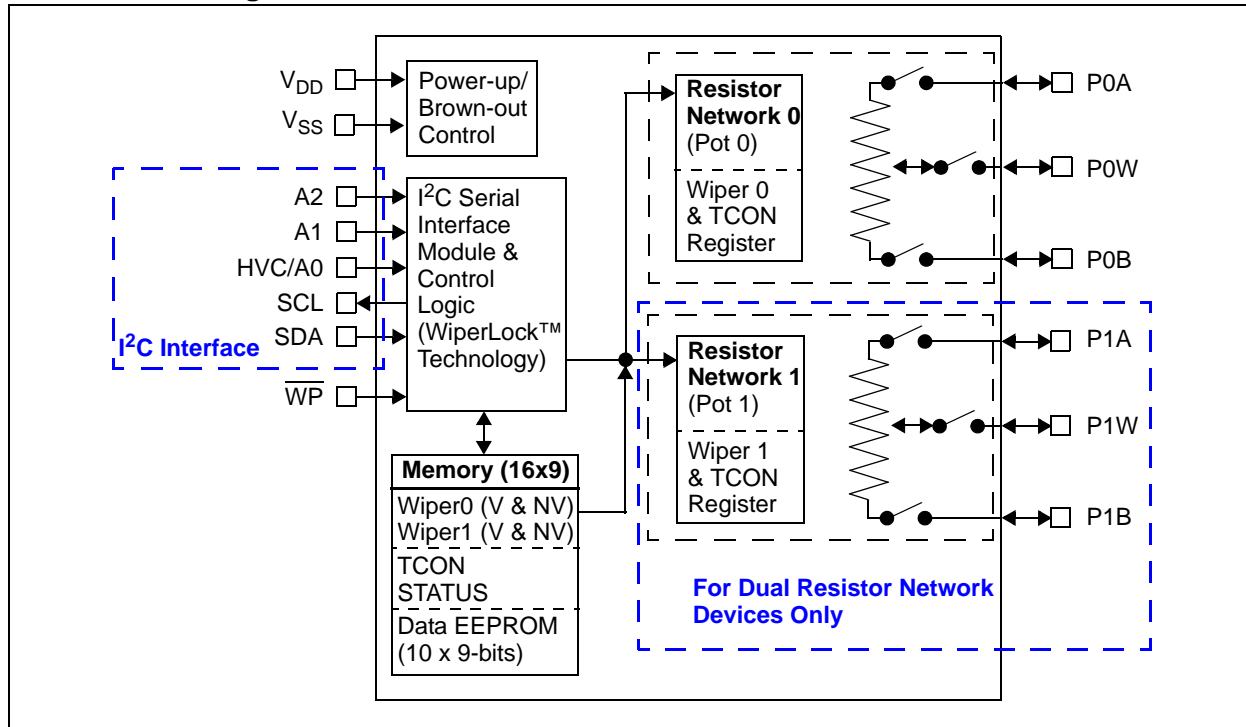 V_DD
V_SS
Power-up/
Brown-out
Control
A2
A1
HVC/A0
SCL
SDA
I²C Interface
WP
I²C Serial
Interface
Module &
Control
Logic
(WiperLock™
Technology)
Memory (16x9)
Wiper0 (V & NV)
Wiper1 (V & NV)
TCON
STATUS
Data EEPROM
(10 x 9-bits)
Resistor
Network 0
(Pot 0)
Wiper 0
& TCON
Register
P0A
P0W
P0B
Resistor
Network 1
(Pot 1)
Wiper 1
& TCON
Register
P1A
P1W
P1B
For Dual Resistor Network
Devices Only